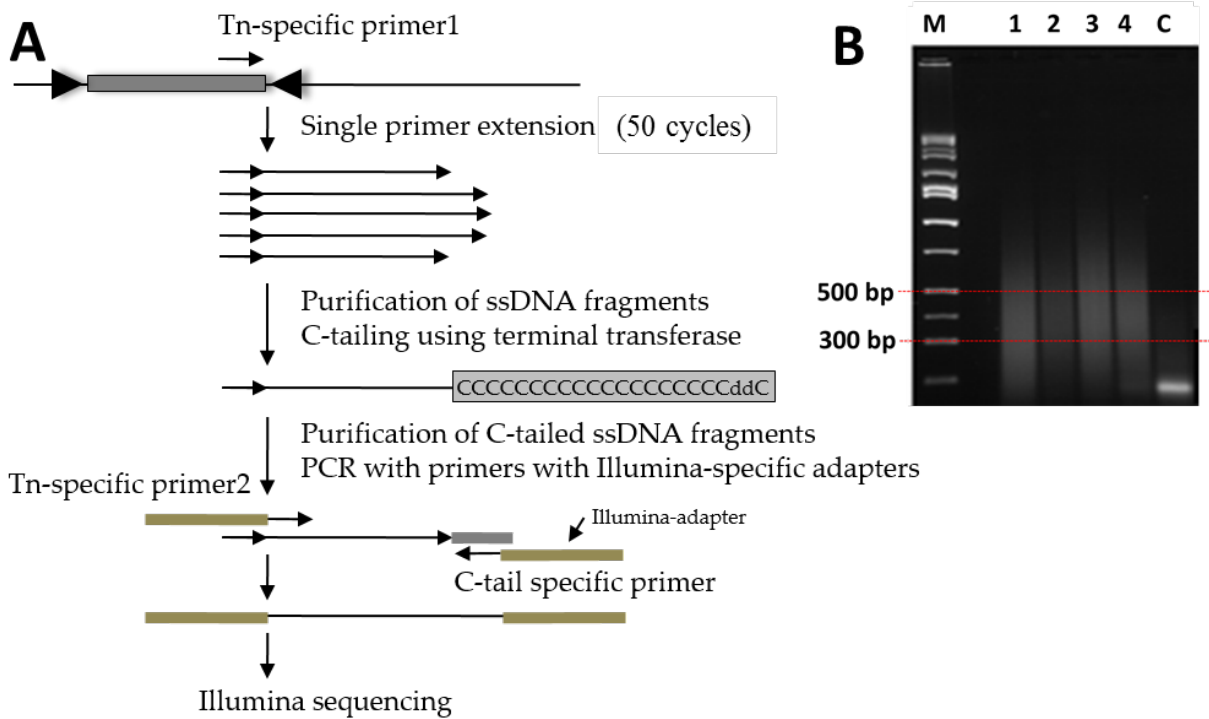 A
Tn-specific primer1
Single primer extension (50 cycles)
Purification of ssDNA fragments
C-tailing using terminal transferase
CCCCCCCCCCCCCCCCCCCddC
Purification of C-tailed ssDNA fragments
PCR with primers with Illumina-specific adapters
Tn-specific primer2
Illumina-adapter
C-tail specific primer
Illumina sequencing
B
M 1 2 3 4 C
500 bp
300 bp